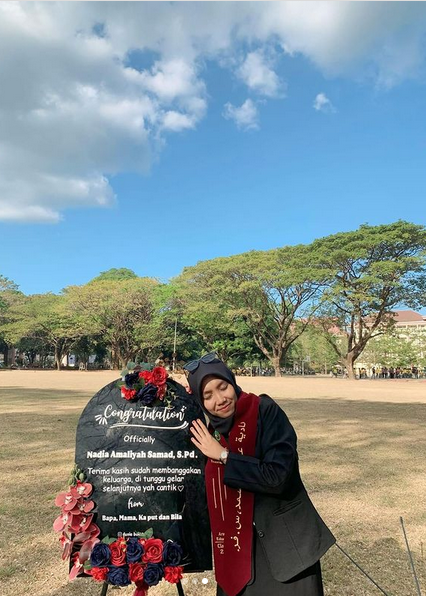 Congratulation
Officially
Nadia Amaliyah Samad, S.Pd,
Terima kasih sudah membanggakan
keluarga, di tunggu gelar
selanjutnya yah cantik♡
from
Bapa, Mama, Ka put dan Bila